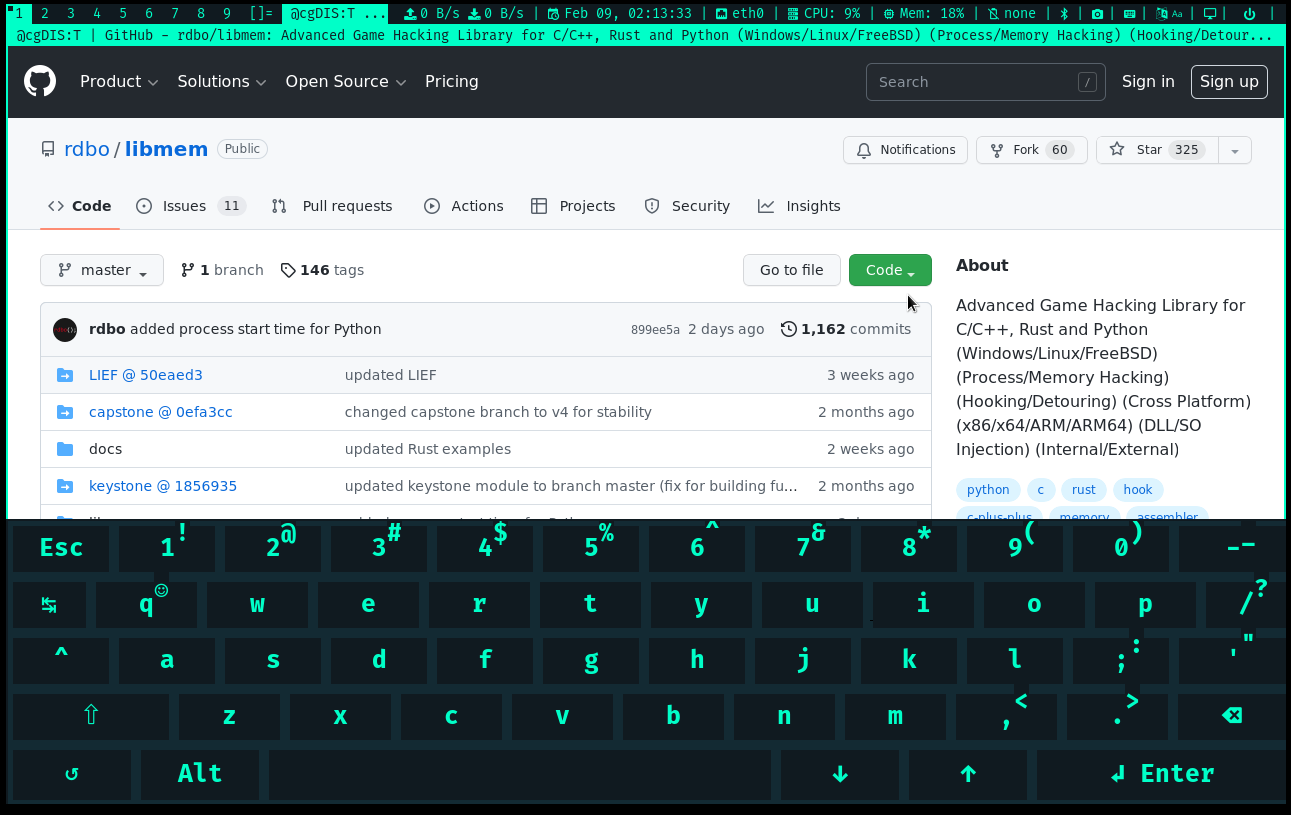 1 2 3 4 5 6 7 8 9 []= @cgDIS:T ... 0 B/s 0 B/s | Feb 09, 02:13:33 | eth0 | CPU: 9% | Mem: 18% | none | | | | Aa | | |
@cgDIS:T | GitHub - rdbo/libmem: Advanced Game Hacking Library for C/C++, Rust and Python (Windows/Linux/FreeBSD) (Process/Memory Hacking) (Hooking/Detour...
Product Solutions Open Source Pricing Search / Sign in Sign up
rdbo / libmem Public Notifications Fork 60 Star 325
Code Issues 11 Pull requests Actions Projects Security Insights
master 1 branch 146 tags Go to file Code
rdbo added process start time for Python 899ee5a 2 days ago 1,162 commits
LIEF @ 50eaed3 updated LIEF 3 weeks ago
capstone @ 0efa3cc changed capstone branch to v4 for stability 2 months ago
docs updated Rust examples 2 weeks ago
keystone @ 1856935 updated keystone module to branch master (fix for building fu... 2 months ago
About
Advanced Game Hacking Library for
C/C++, Rust and Python
(Windows/Linux/FreeBSD)
(Process/Memory Hacking)
(Hooking/Detouring) (Cross Platform)
(x86/x64/ARM/ARM64) (DLL/SO
Injection) (Internal/External)
python c rust hook
c-plus-plus memory assembler
Esc 1 ! 2 @ 3 # 4 $ 5 % 6 ^ 7 & 8 * 9 ( 0 ) - _
↹ q ☺ w e r t y u i o p / ?
^ a s d f g h j k l ; : ' "
⇧ z x c v b n m , < . > ⌫
↺ Alt ↓ ↑ ↲ Enter